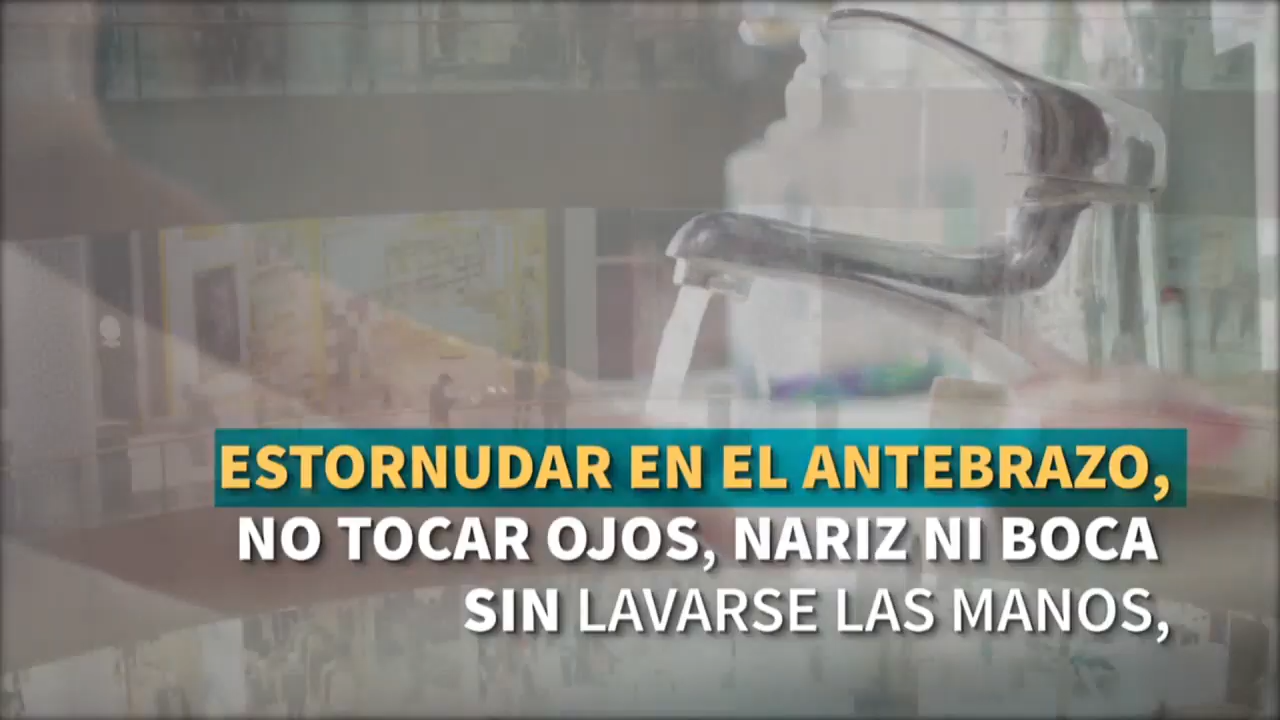 ESTORNUDAR EN EL ANTEBRAZO,
NO TOCAR OJOS, NARIZ NI BOCA
SIN LAVARSE LAS MANOS,